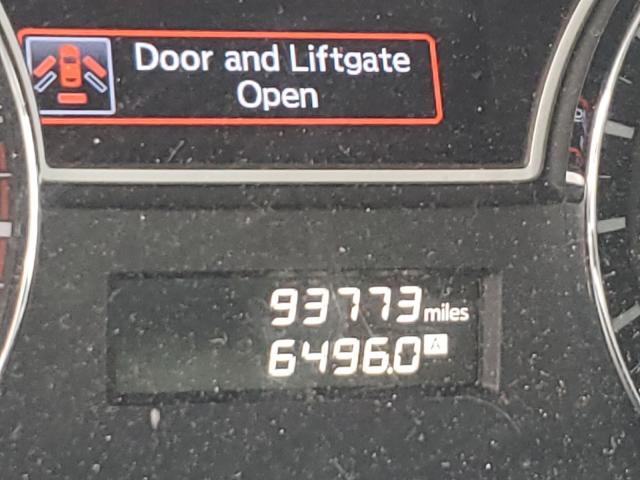 Door and Liftgate
Open
93773 miles
6496.0 A